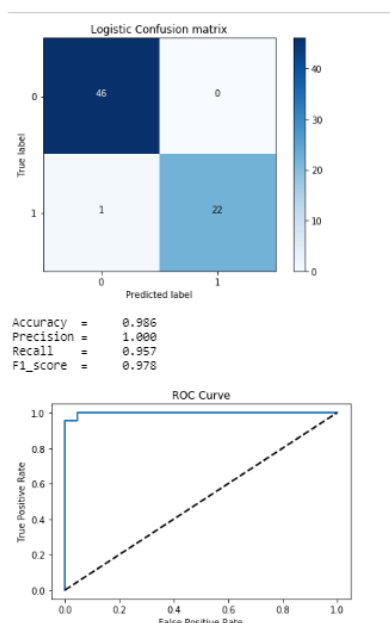 Logistic Confusion matrix
40
0
46
0
30
True label
20
1
1
22
10
0
0
1
Predicted label
Accuracy = 0.986
Precision = 1.000
Recall = 0.957
F1_score = 0.978
ROC Curve
1.0
0.8
True Positive Rate
0.6
0.4
0.2
0.0
0.0 0.2 0.4 0.6 0.8 1.0
False Positive Rate